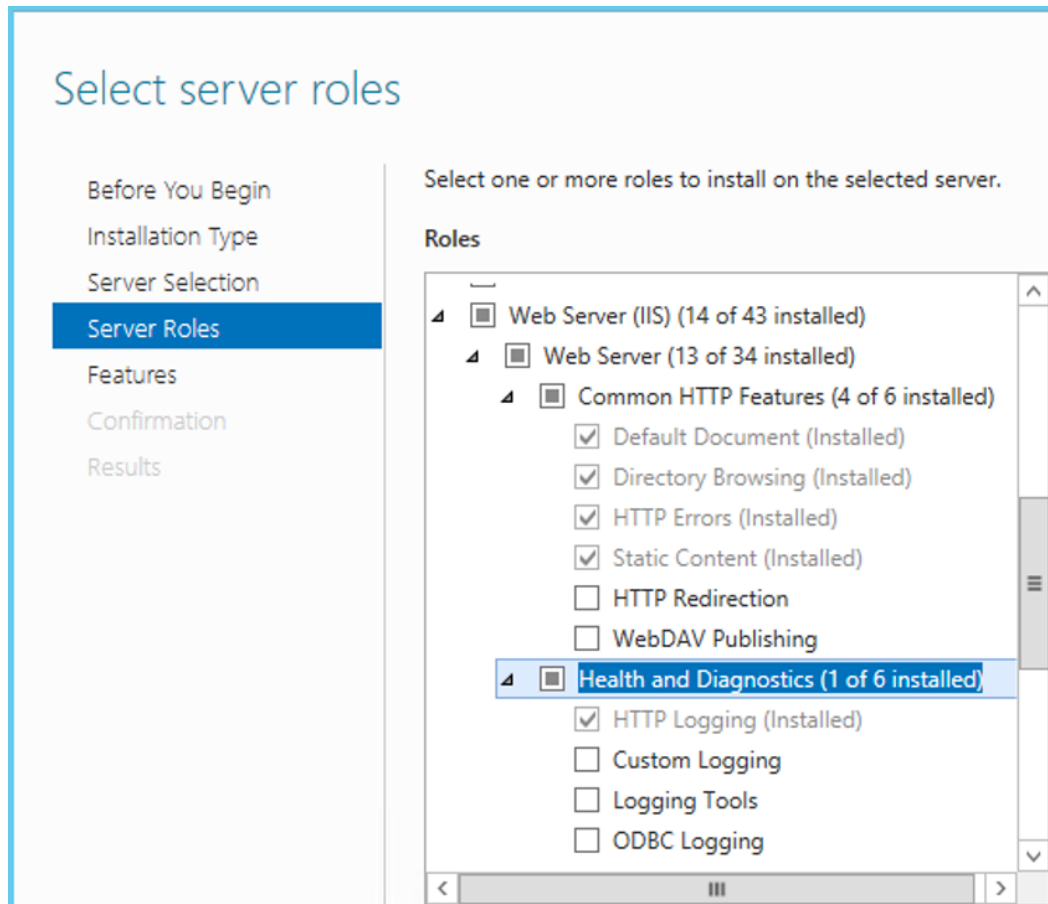 Select server roles
Before You Begin
Installation Type
Server Selection
Server Roles
Features
Confirmation
Results
Select one or more roles to install on the selected server.
Roles
Web Server (IIS) (14 of 43 installed)
Web Server (13 of 34 installed)
Common HTTP Features (4 of 6 installed)
Default Document (Installed)
Directory Browsing (Installed)
HTTP Errors (Installed)
Static Content (Installed)
HTTP Redirection
WebDAV Publishing
Health and Diagnostics (1 of 6 installed)
HTTP Logging (Installed)
Custom Logging
Logging Tools
ODBC Logging